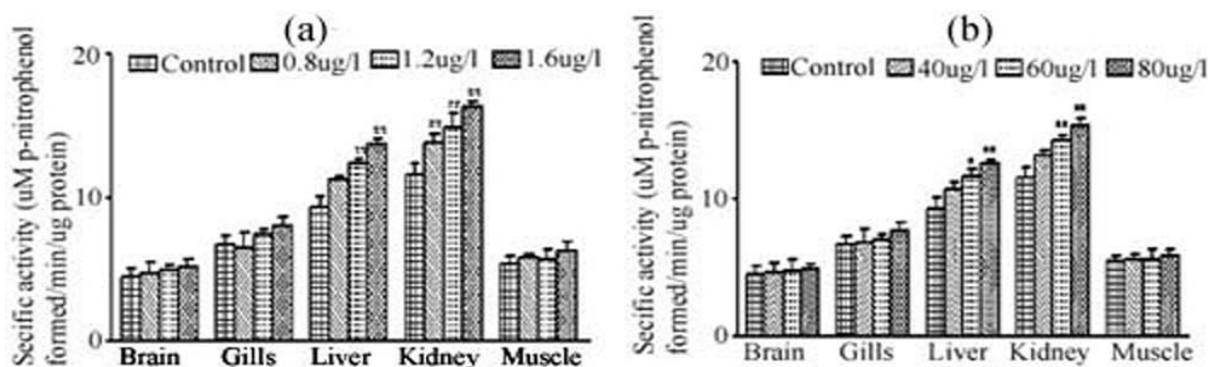 (a)
Secific activity (uM p-nitrophenol
formed/min/ug protein)
20
10
0
Control 0.8ug/l 1.2ug/l 1.6ug/l
Brain Gills Liver Kidney Muscle
(b)
Secific activity (uM p-nitrophenol
formed/min/ug protein)
20
10
0
Control 40ug/l 60ug/l 80ug/l
Brain Gills Liver Kidney Muscle